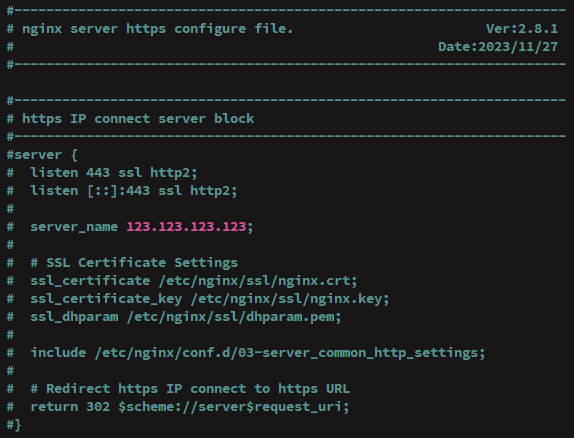 #---------------------------------------------------------------------
# nginx server https configure file.                        Ver:2.8.1
#                                                     Date:2023/11/27
#---------------------------------------------------------------------

#---------------------------------------------------------------------
# https IP connect server block
#---------------------------------------------------------------------
#server {
#  listen 443 ssl http2;
#  listen [::]:443 ssl http2;
#
#  server_name 123.123.123.123;
#
#  # SSL Certificate Settings
#  ssl_certificate /etc/nginx/ssl/nginx.crt;
#  ssl_certificate_key /etc/nginx/ssl/nginx.key;
#  ssl_dhparam /etc/nginx/ssl/dhparam.pem;
#
#  include /etc/nginx/conf.d/03-server_common_http_settings;
#
#  # Redirect https IP connect to https URL
#  return 302 $scheme://server$request_uri;
#}